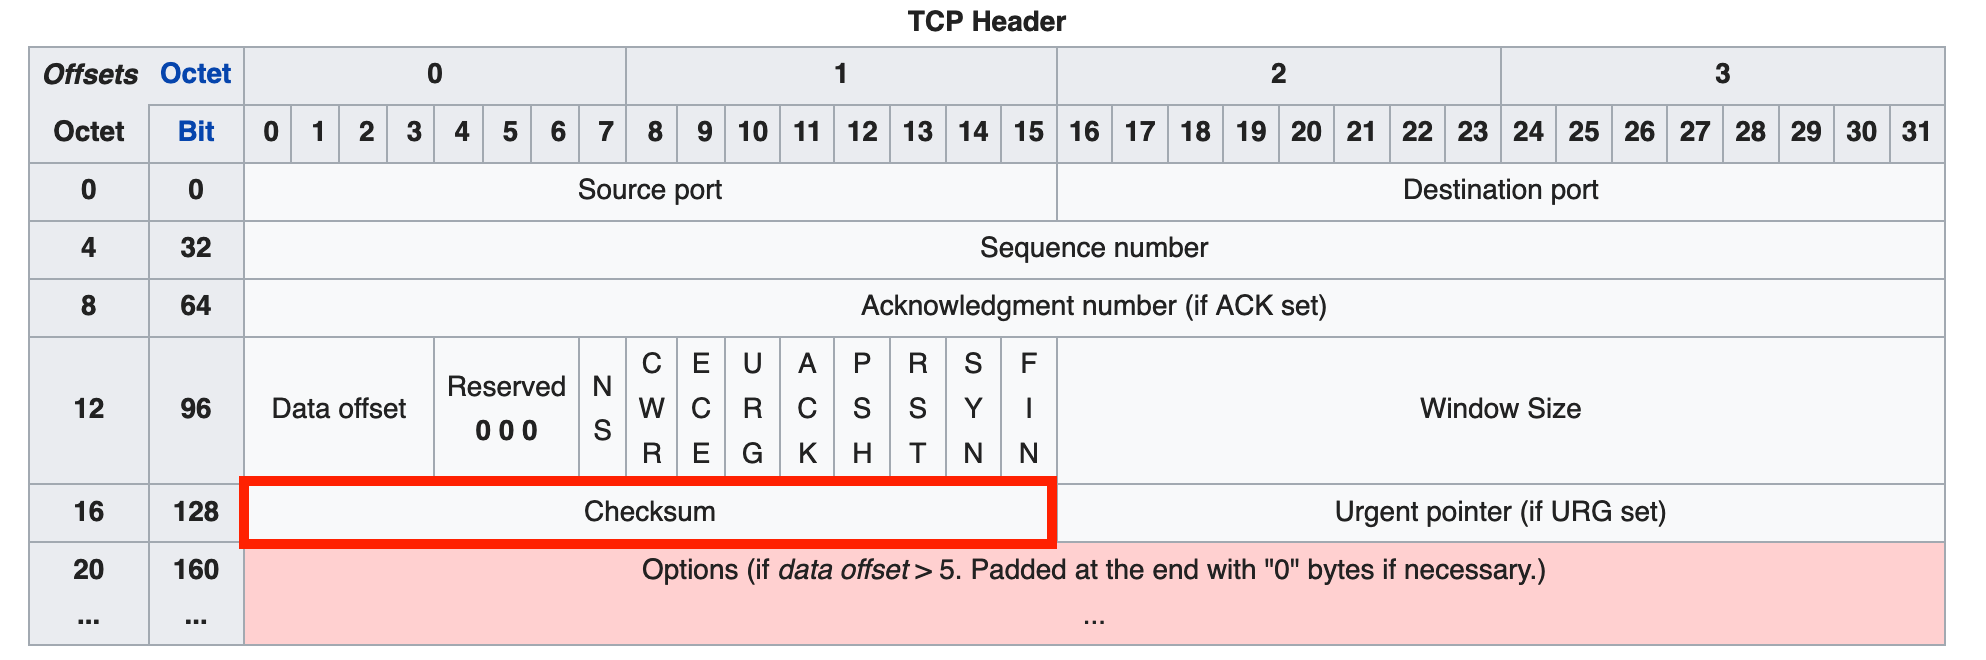 TCP Header
Offsets Octet 0 1 2 3
Octet Bit 0 1 2 3 4 5 6 7 8 9 10 11 12 13 14 15 16 17 18 19 20 21 22 23 24 25 26 27 28 29 30 31
0 0 Source port Destination port
4 32 Sequence number
8 64 Acknowledgment number (if ACK set)
12 96 Data offset Reserved 0 0 0 NS CWR ECE URG ACK PSH RST SYN FIN Window Size
16 128 Checksum Urgent pointer (if URG set)
20 160 Options (if data offset > 5. Padded at the end with "0" bytes if necessary.)
... ... ...